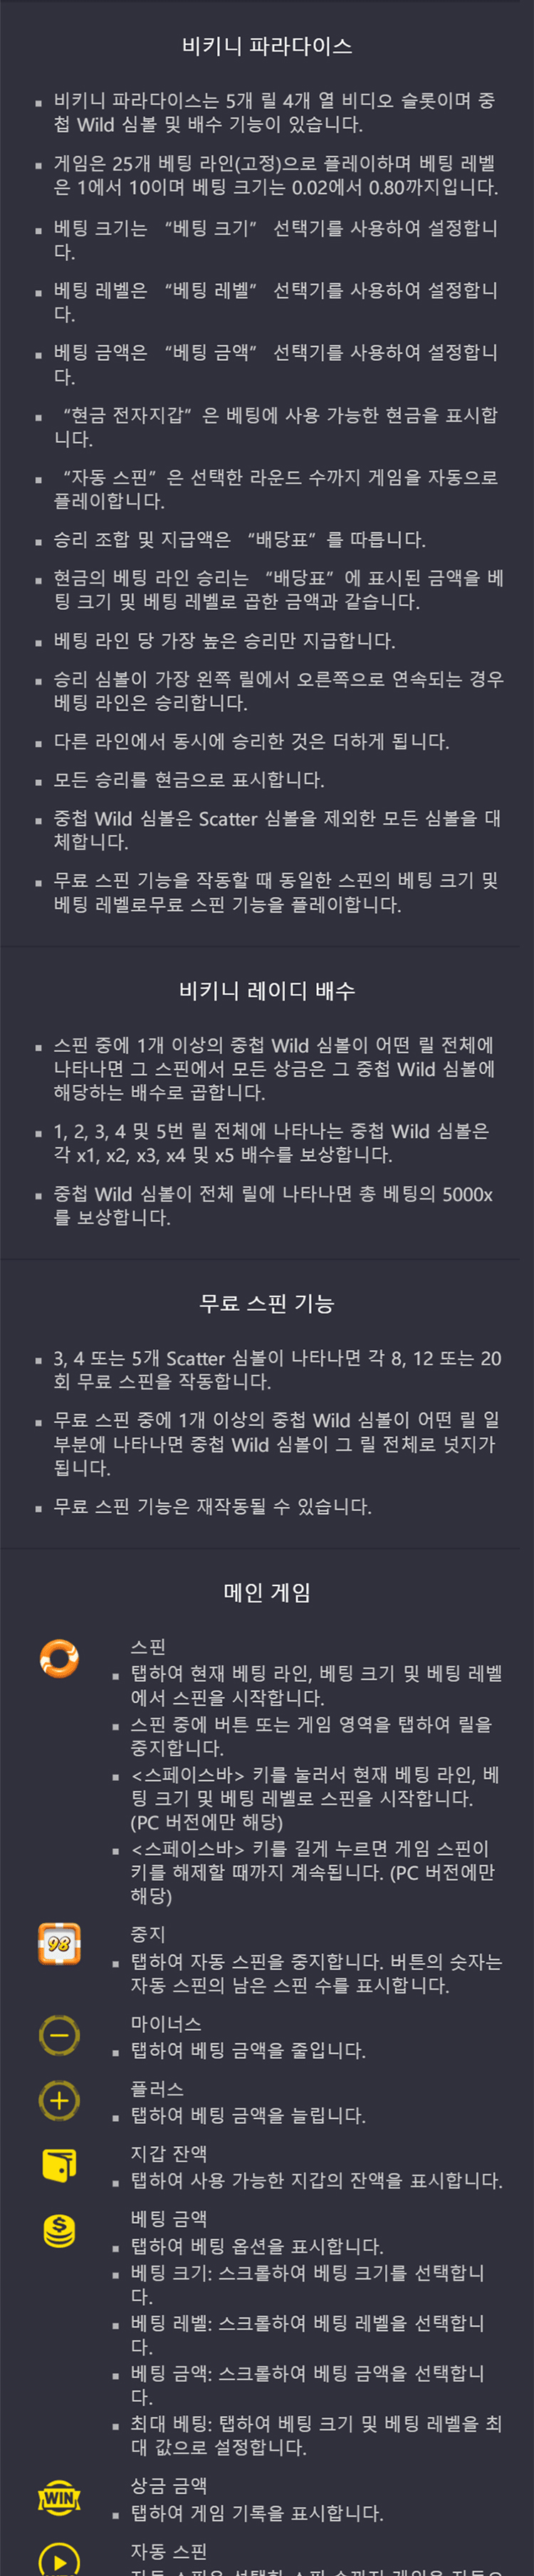 비키니 파라다이스
▪ 비키니 파라다이스는 5개 릴 4개 열 비디오 슬롯이며 중
첩 Wild 심볼 및 배수 기능이 있습니다.
▪ 게임은 25개 베팅 라인(고정)으로 플레이하며 베팅 레벨
은 1에서 10이며 베팅 크기는 0.02에서 0.80까지입니다.
▪ 베팅 크기는 “베팅 크기” 선택기를 사용하여 설정합니
다.
▪ 베팅 레벨은 “베팅 레벨” 선택기를 사용하여 설정합니
다.
▪ 베팅 금액은 “베팅 금액” 선택기를 사용하여 설정합니
다.
▪ “현금 전자지갑”은 베팅에 사용 가능한 현금을 표시합
니다.
▪ “자동 스핀”은 선택한 라운드 수까지 게임을 자동으로
플레이합니다.
▪ 승리 조합 및 지급액은 “배당표”를 따릅니다.
▪ 현금의 베팅 라인 승리는 “배당표”에 표시된 금액을 베
팅 크기 및 베팅 레벨로 곱한 금액과 같습니다.
▪ 베팅 라인 당 가장 높은 승리만 지급합니다.
▪ 승리 심볼이 가장 왼쪽 릴에서 오른쪽으로 연속되는 경우
베팅 라인은 승리합니다.
▪ 다른 라인에서 동시에 승리한 것은 더하게 됩니다.
▪ 모든 승리를 현금으로 표시합니다.
▪ 중첩 Wild 심볼은 Scatter 심볼을 제외한 모든 심볼을 대
체합니다.
▪ 무료 스핀 기능을 작동할 때 동일한 스핀의 베팅 크기 및
베팅 레벨로무료 스핀 기능을 플레이합니다.
비키니 레이디 배수
▪ 스핀 중에 1개 이상의 중첩 Wild 심볼이 어떤 릴 전체에
나타나면 그 스핀에서 모든 상금은 그 중첩 Wild 심볼에
해당하는 배수로 곱합니다.
▪ 1, 2, 3, 4 및 5번 릴 전체에 나타나는 중첩 Wild 심볼은
각 x1, x2, x3, x4 및 x5 배수를 보상합니다.
▪ 중첩 Wild 심볼이 전체 릴에 나타나면 총 베팅의 5000x
를 보상합니다.
무료 스핀 기능
▪ 3, 4 또는 5개 Scatter 심볼이 나타나면 각 8, 12 또는 20
회 무료 스핀을 작동합니다.
▪ 무료 스핀 중에 1개 이상의 중첩 Wild 심볼이 어떤 릴 일
부분에 나타나면 중첩 Wild 심볼이 그 릴 전체로 넛지가
됩니다.
▪ 무료 스핀 기능은 재작동될 수 있습니다.
메인 게임
스핀
▪ 탭하여 현재 베팅 라인, 베팅 크기 및 베팅 레벨
에서 스핀을 시작합니다.
▪ 스핀 중에 버튼 또는 게임 영역을 탭하여 릴을
중지합니다.
▪ <스페이스바> 키를 눌러서 현재 베팅 라인, 베
팅 크기 및 베팅 레벨로 스핀을 시작합니다.
(PC 버전에만 해당)
▪ <스페이스바> 키를 길게 누르면 게임 스핀이
키를 해제할 때까지 계속됩니다. (PC 버전에만
해당)
98
중지
▪ 탭하여 자동 스핀을 중지합니다. 버튼의 숫자는
자동 스핀의 남은 스핀 수를 표시합니다.
마이너스
▪ 탭하여 베팅 금액을 줄입니다.
플러스
▪ 탭하여 베팅 금액을 늘립니다.
지갑 잔액
▪ 탭하여 사용 가능한 지갑의 잔액을 표시합니다.
베팅 금액
▪ 탭하여 베팅 옵션을 표시합니다.
▪ 베팅 크기: 스크롤하여 베팅 크기를 선택합니
다.
▪ 베팅 레벨: 스크롤하여 베팅 레벨을 선택합니
다.
▪ 베팅 금액: 스크롤하여 베팅 금액을 선택합니
다.
▪ 최대 베팅: 탭하여 베팅 크기 및 베팅 레벨을 최
대 값으로 설정합니다.
WIN
상금 금액
▪ 탭하여 게임 기록을 표시합니다.
자동 스핀